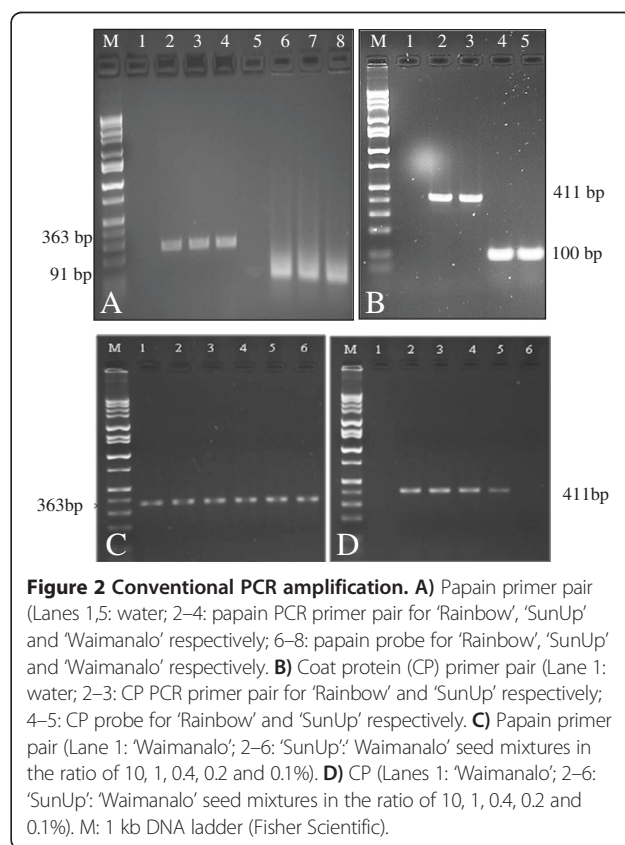 M 1 2 3 4 5 6 7 8
M 1 2 3 4 5
363 bp
91 bp
A
411 bp
100 bp
B
M 1 2 3 4 5 6
M 1 2 3 4 5 6
363bp
C
411bp
D
Figure 2 Conventional PCR amplification. A) Papain primer pair
(Lanes 1,5: water; 2–4: papain PCR primer pair for ‘Rainbow’, ‘SunUp’
and ‘Waimanalo’ respectively; 6–8: papain probe for ‘Rainbow’, ‘SunUp’
and ‘Waimanalo’ respectively. B) Coat protein (CP) primer pair (Lane 1:
water; 2–3: CP PCR primer pair for ‘Rainbow’ and ‘SunUp’ respectively;
4–5: CP probe for ‘Rainbow’ and ‘SunUp’ respectively. C) Papain primer
pair (Lane 1: ‘Waimanalo’; 2–6: ‘SunUp’:‘ Waimanalo’ seed mixtures in
the ratio of 10, 1, 0.4, 0.2 and 0.1%). D) CP (Lanes 1: ‘Waimanalo’; 2–6:
‘SunUp’: ‘Waimanalo’ seed mixtures in the ratio of 10, 1, 0.4, 0.2 and
0.1%). M: 1 kb DNA ladder (Fisher Scientific).